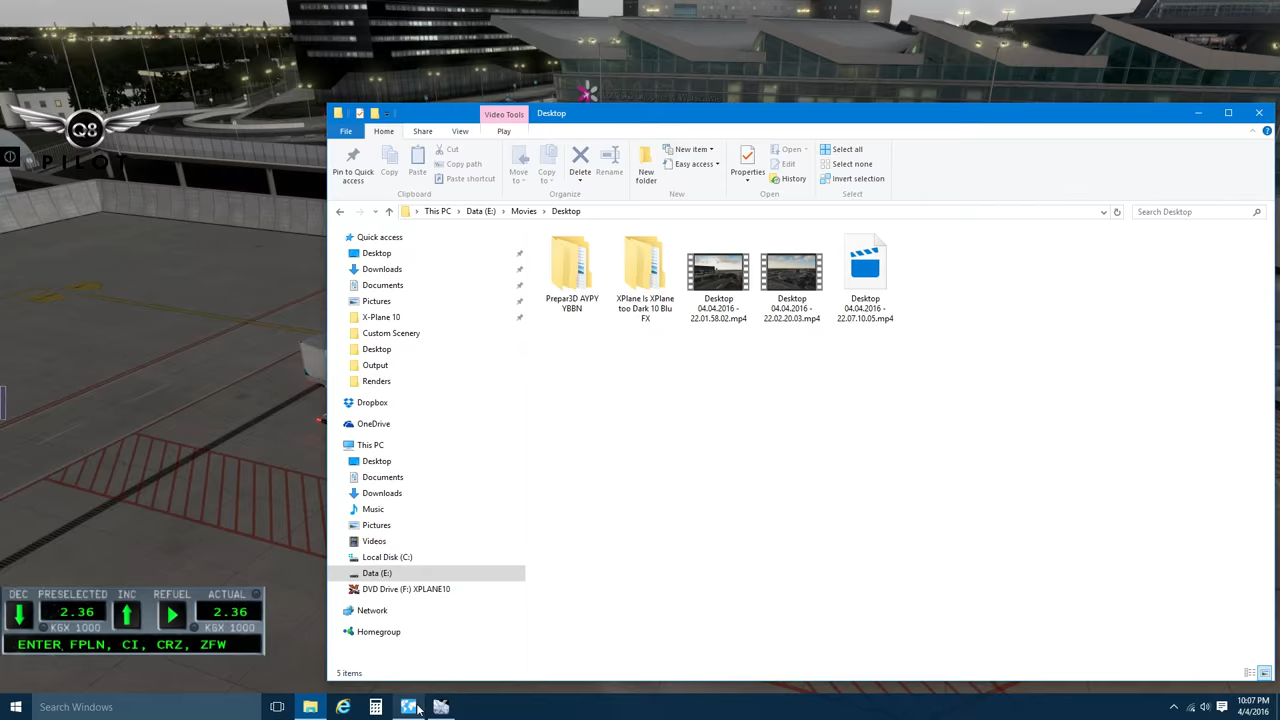 Q8
PILOT
Video Tools
Desktop
File
Home
Share
View
Play
Pin to Quick
access
Copy
Paste
Cut
Copy path
Paste shortcut
Clipboard
Move
to
Copy
to
Delete
Rename
Organize
New
folder
New item
Easy access
New
Properties
Open
Edit
History
Open
Select all
Select none
Invert selection
Select
This PC
Data (E:)
Movies
Desktop
Search Desktop
Quick access
Desktop
Downloads
Documents
Pictures
X-Plane 10
Custom Scenery
Desktop
Output
Renders
Dropbox
OneDrive
This PC
Desktop
Documents
Downloads
Music
Pictures
Videos
Local Disk (C:)
Data (E:)
DVD Drive (F:) XPLANE10
Network
Homegroup
Prepar3D AYPY
YBBN
XPlane Is XPlane
too Dark 10 Blu
FX
Desktop
04.04.2016 -
22.01.58.02.mp4
Desktop
04.04.2016 -
22.02.20.03.mp4
Desktop
04.04.2016 -
22.07.10.05.mp4
5 items
DEC PRESELECTED INC REFUEL ACTUAL
2.36 2.36
KGX 1000 KGX 1000
ENTER FPLN, CI, CRZ, ZFW
Search Windows
10:07 PM
4/4/2016